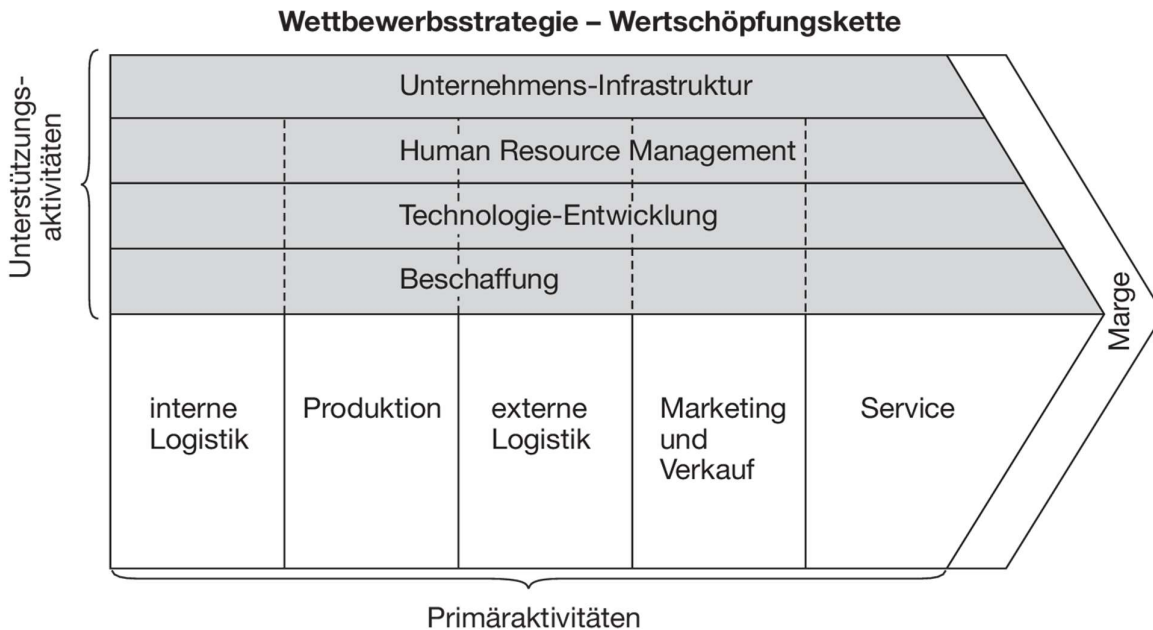 Wettbewerbsstrategie – Wertschöpfungskette
Unterstützungs-
aktivitäten
Unternehmens-Infrastruktur
Human Resource Management
Technologie-Entwicklung
Beschaffung
interne
Logistik
Produktion
externe
Logistik
Marketing
und
Verkauf
Service
Marge
Primäraktivitäten